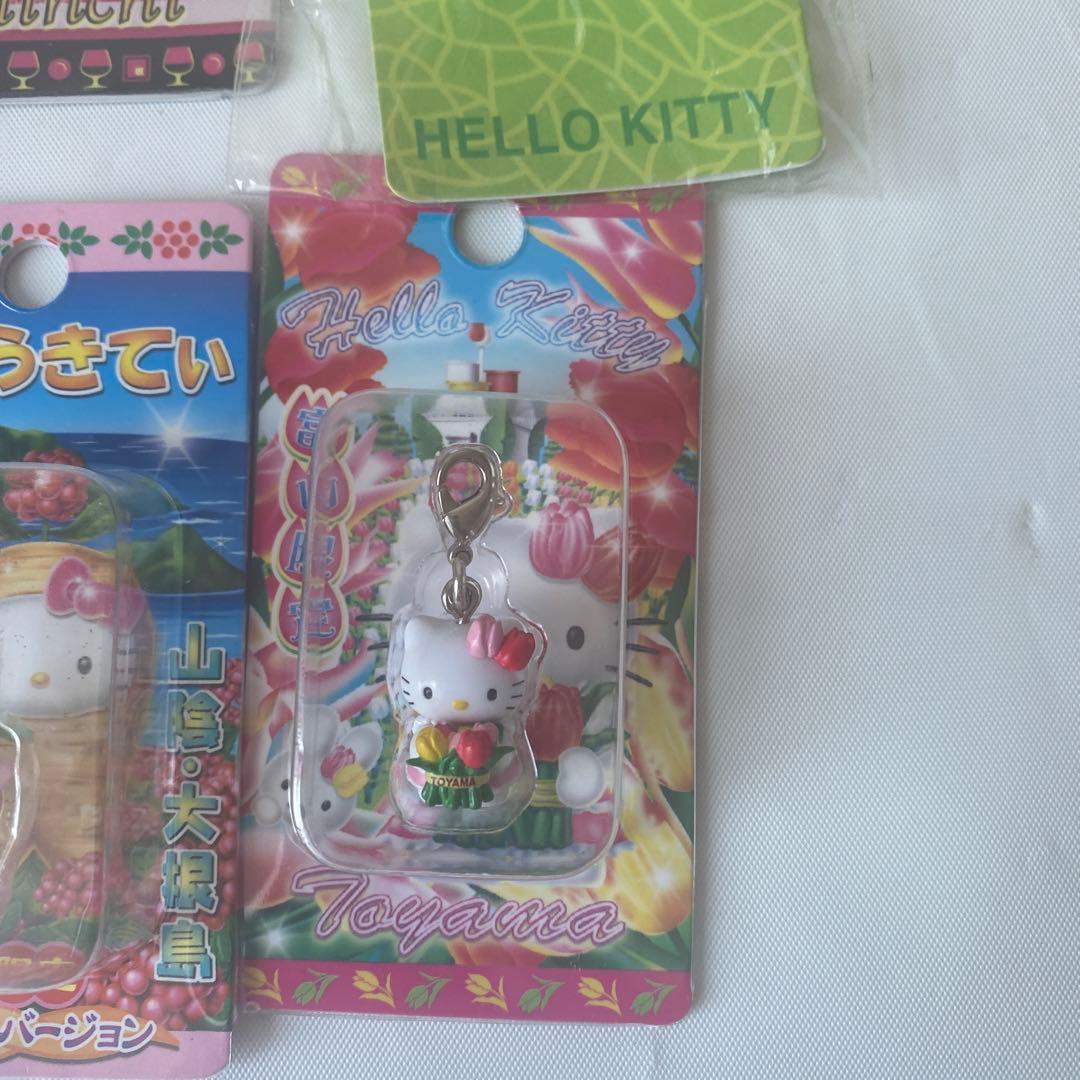 HELLO KITTY
うきてぃ
山陰・大根島
バージョン
Hello Kitty
富山限定
TOYAMA
Toyama